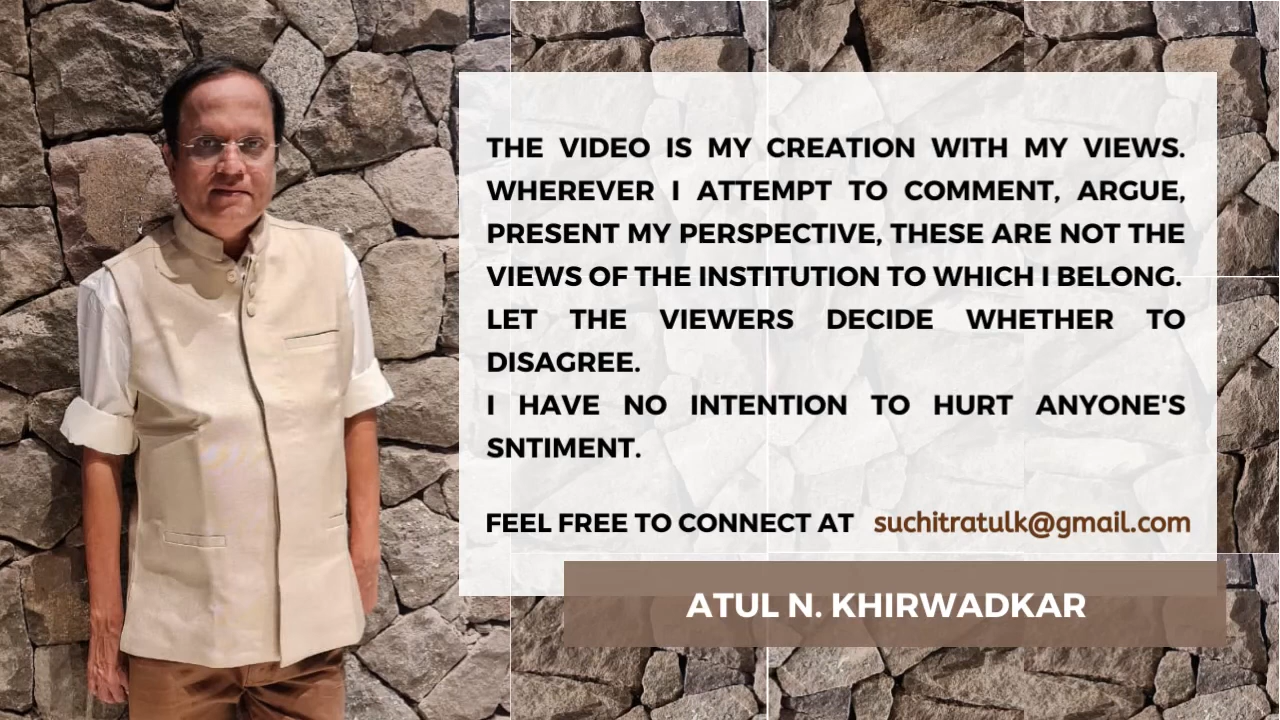 THE VIDEO IS MY CREATION WITH MY VIEWS.
WHEREVER I ATTEMPT TO COMMENT, ARGUE,
PRESENT MY PERSPECTIVE, THESE ARE NOT THE
VIEWS OF THE INSTITUTION TO WHICH I BELONG.
LET THE VIEWERS DECIDE WHETHER TO
DISAGREE.
I HAVE NO INTENTION TO HURT ANYONE'S
SNTIMENT.
FEEL FREE TO CONNECT AT suchitratulk@gmail.com
ATUL N. KHIRWADKAR